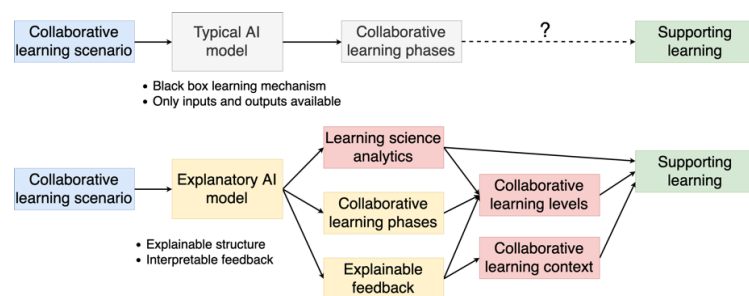 Collaborative
learning scenario
Typical AI
model
Collaborative
learning phases
?
Supporting
learning
• Black box learning mechanism
• Only inputs and outputs available
Collaborative
learning scenario
Explanatory AI
model
• Explainable structure
• Interpretable feedback
Learning science
analytics
Collaborative
learning phases
Explainable
feedback
Collaborative
learning levels
Collaborative
learning context
Supporting
learning